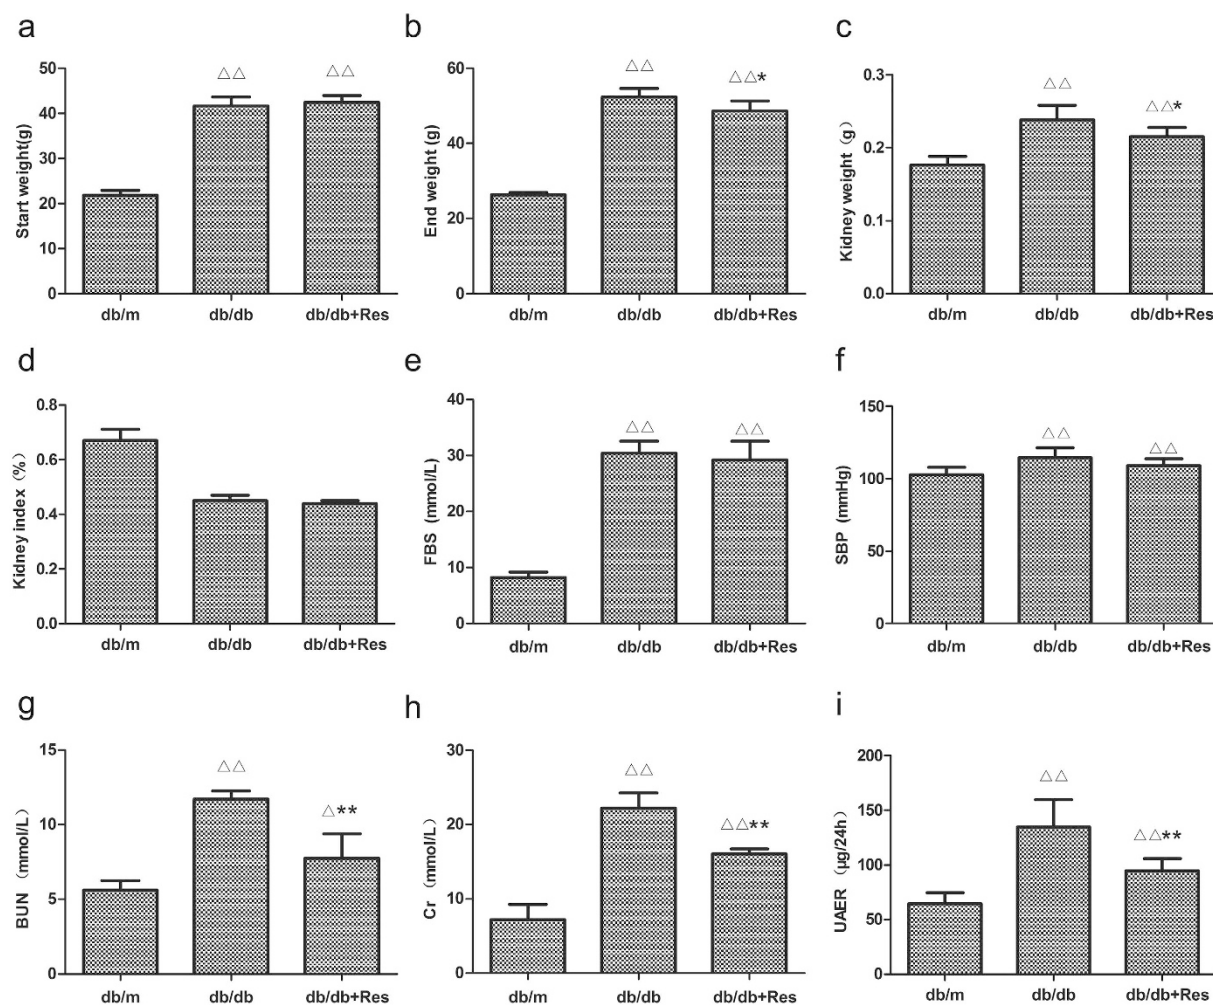 a
Start weight(g)
50
40
30
20
10
0
△△
△△
db/m db/db db/db+Res
b
End weight (g)
60
40
20
0
△△
△△*
db/m db/db db/db+Res
c
Kidney weight（g）
0.3
0.2
0.1
0.0
△△
△△*
db/m db/db db/db+Res
d
Kidney index（%）
0.8
0.6
0.4
0.2
0.0
db/m db/db db/db+Res
e
FBS (mmol/L)
40
30
20
10
0
△△
△△
db/m db/db db/db+Res
f
SBP (mmHg)
150
100
50
0
△△
△△
db/m db/db db/db+Res
g
BUN（mmol/L）
15
10
5
0
△△
△**
db/m db/db db/db+Res
h
Cr（mmol/L）
30
20
10
0
△△
△△**
db/m db/db db/db+Res
i
UAER（μg/24h）
200
150
100
50
0
△△
△△**
db/m db/db db/db+Res